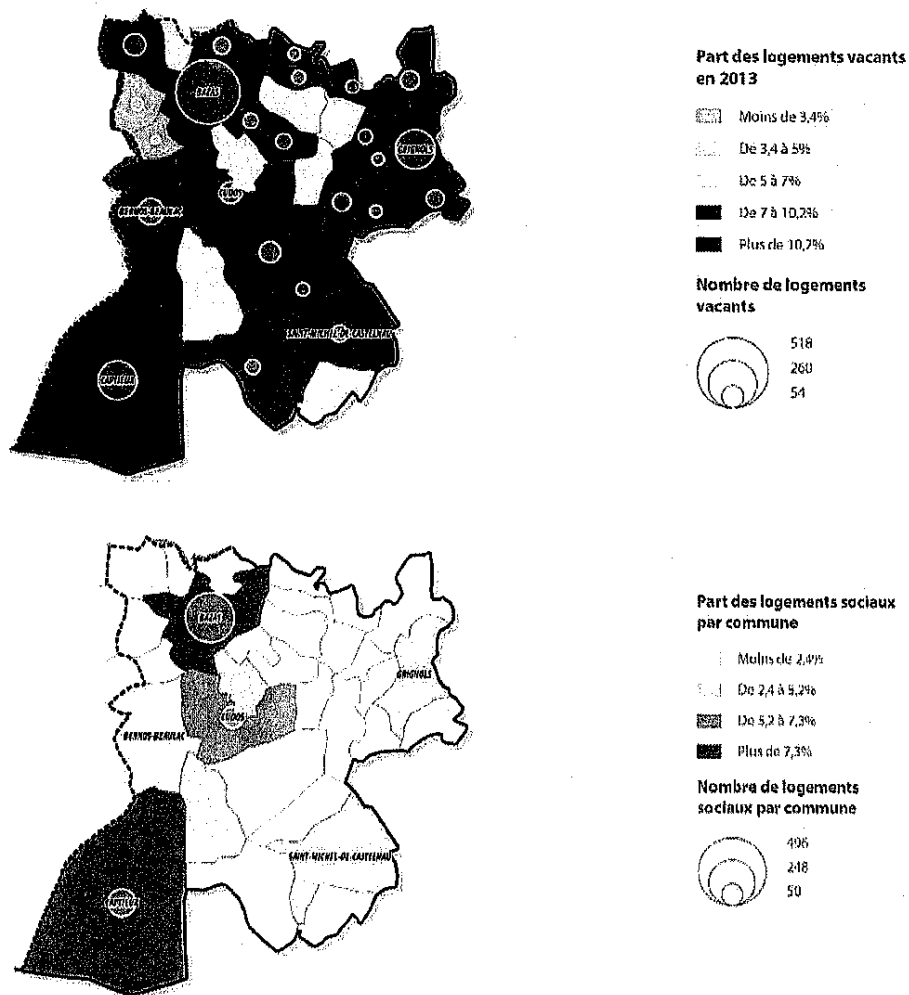 Part des logements vacants
en 2013
Moins de 3,4%
De 3,4 à 5%
De 5 à 7%
De 7 à 10,2%
Plus de 10,2%
Nombre de logements
vacants
518
260
54
BAZAS
GRIGNOLS
CUDOS
BERNOS-BEAULAC
SAINT-MICHEL-DE-CASTELNAU
CAPTIEUX
Part des logements sociaux
par commune
Moins de 2,4%
De 2,4 à 5,2%
De 5,2 à 7,3%
Plus de 7,3%
Nombre de logements
sociaux par commune
496
248
50
BAZAS
GRIGNOLS
CUDOS
BERNOS-BEAULAC
SAINT-MICHEL-DE-CASTELNAU
CAPTIEUX